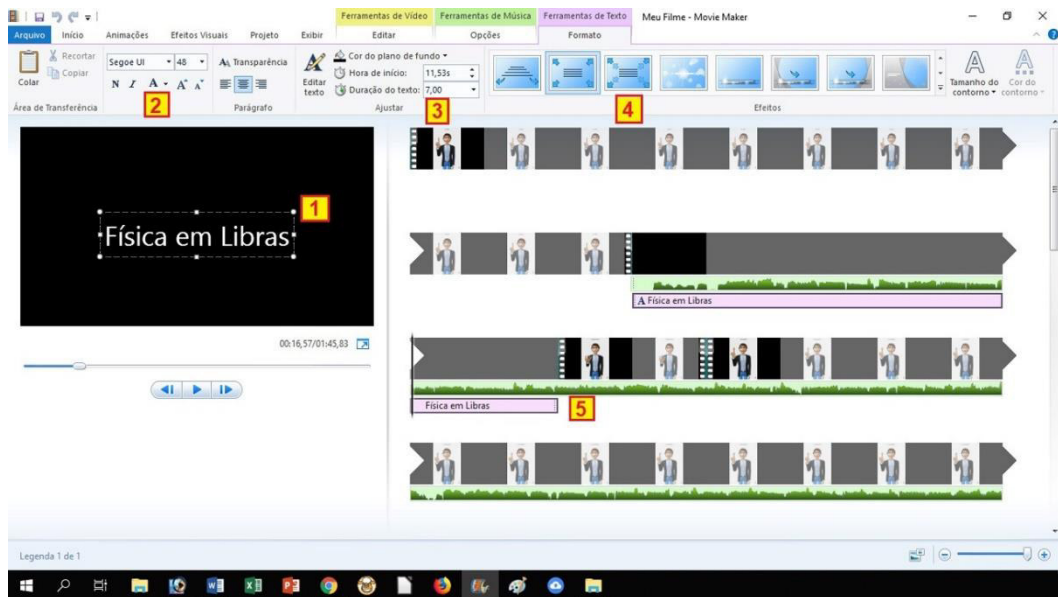 Ferramentas de Vídeo Ferramentas de Música Ferramentas de Texto Meu Filme - Movie Maker
Arquivo Início Animações Efeitos Visuais Projeto Exibir Editar Opções Formato
Colar
Recortar
Copiar
Área de Transferência
Segoe UI 48
N I A A A
2
Transparência
Parágrafo
Editar texto
Cor do plano de fundo
Hora de início: 11,53s
Duração do texto: 7,00
Ajustar
3
4
Efeitos
Tamanho do contorno
Cor do contorno
1
Física em Libras
00:16,57/01:45,83
A Física em Libras
Física em Libras
5
Legenda 1 de 1